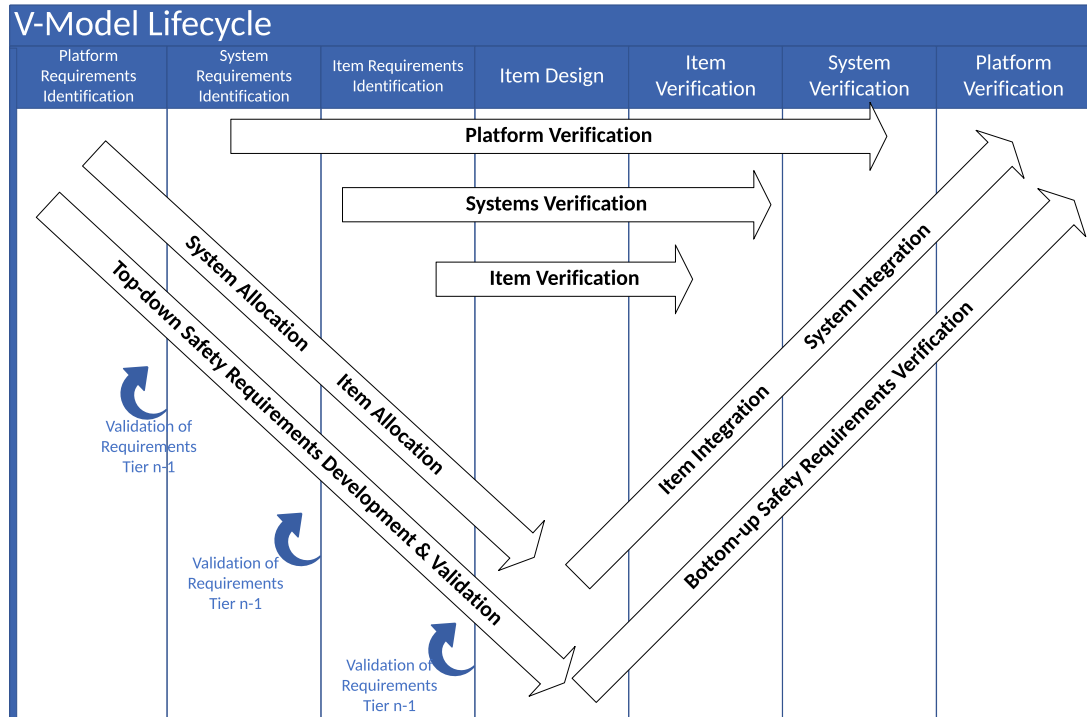 V-Model Lifecycle
Platform
Requirements
Identification
System
Requirements
Identification
Item Requirements
Identification
Item Design
Item
Verification
System
Verification
Platform
Verification
Platform Verification
Systems Verification
Item Verification
System Allocation
Item Allocation
Top-down Safety Requirements Development & Validation
System Integration
Item Integration
Bottom-up Safety Requirements Verification
Validation of
Requirements
Tier n-1
Validation of
Requirements
Tier n-1
Validation of
Requirements
Tier n-1